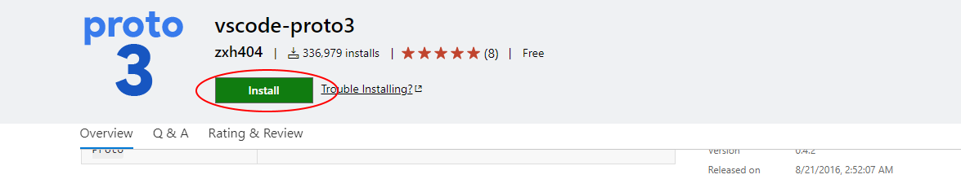 proto
3
vscode-proto3
zxh404 | 336,979 installs | (8) | Free
Install Trouble Installing?
Overview Q & A Rating & Review
Proto
Version 0.4.2
Released on 8/21/2016, 2:52:07 AM